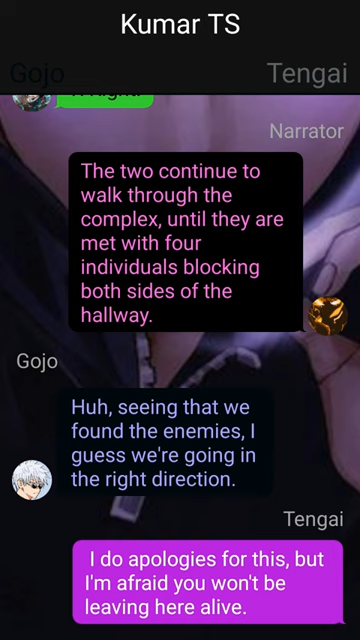 Kumar TS
Gojo
Tengai
Narrator
The two continue to
walk through the
complex, until they are
met with four
individuals blocking
both sides of the
hallway.
Gojo
Huh, seeing that we
found the enemies, I
guess we're going in
the right direction.
Tengai
I do apologies for this, but
I'm afraid you won't be
leaving here alive.